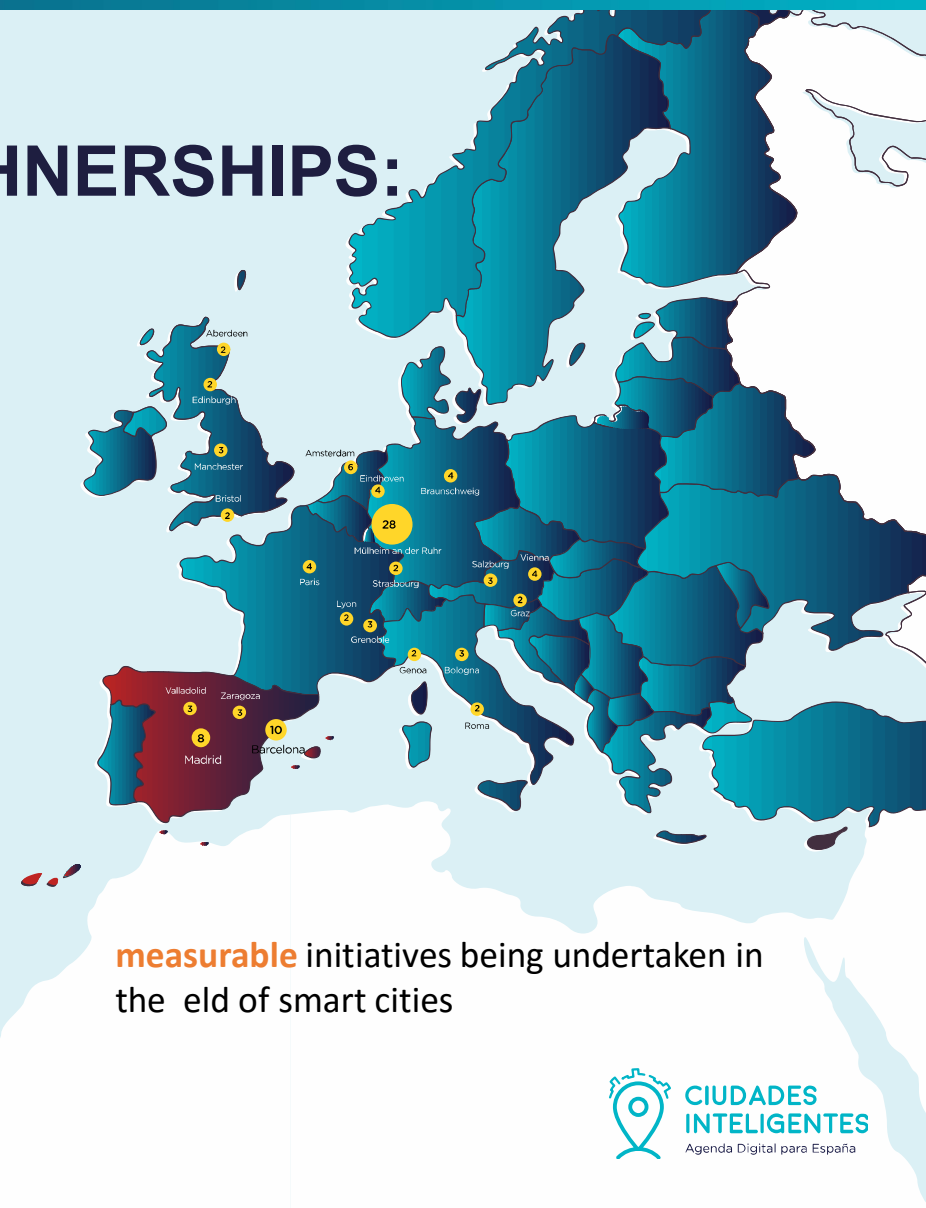 HNERSHIPS:
Aberdeen
2
2
Edinburgh
3
Manchester
Bristol
2
Amsterdam
6
Eindhoven
4
4
Braunschweig
28
Mülheim an der Ruhr
2
Strasbourg
4
Paris
Salzburg
3
Vienna
4
2
Graz
Lyon
2
3
Grenoble
2
Genoa
3
Bologna
2
Roma
Valladolid
3
Zaragoza
3
8
Madrid
10
Barcelona
measurable initiatives being undertaken in
the eld of smart cities
CIUDADES
INTELIGENTES
Agenda Digital para España